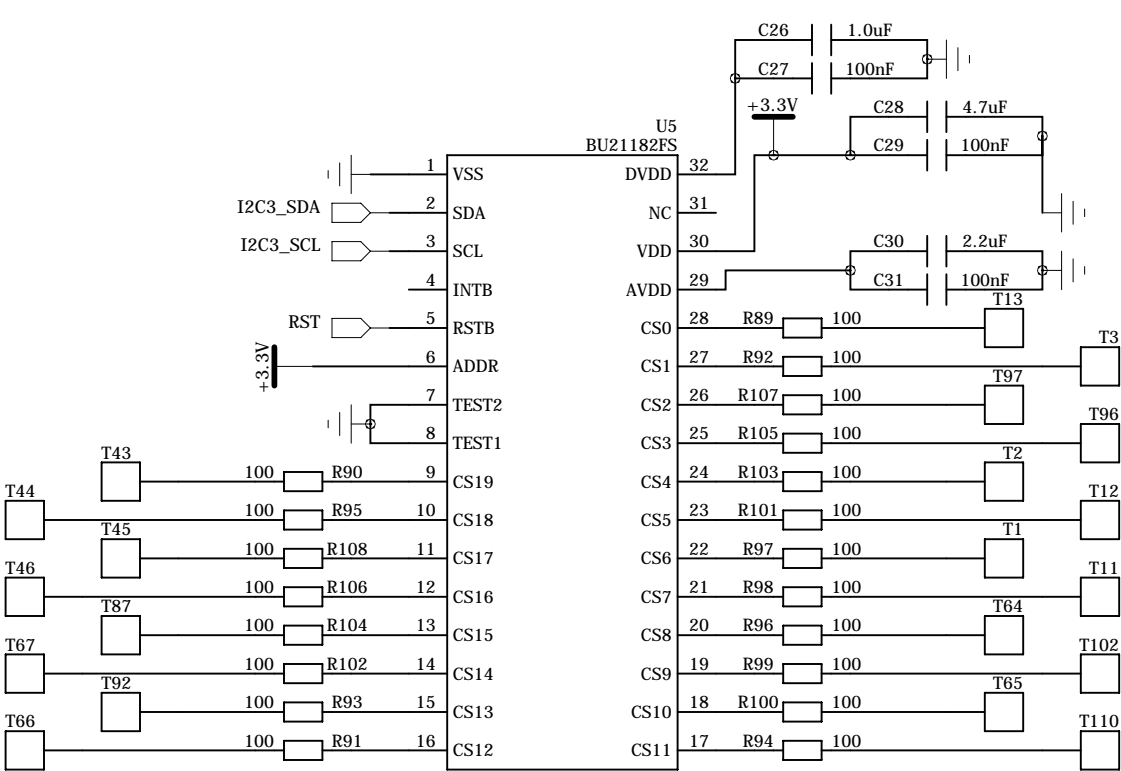 C26 1.0uF
C27 100nF
+3.3V
C28 4.7uF
C29 100nF
U5
BU21182FS
1 VSS
DVDD 32
I2C3_SDA 2 SDA
NC 31
I2C3_SCL 3 SCL
VDD 30
C30 2.2uF
4 INTB
AVDD 29
C31 100nF
RST 5 RSTB
CS0 28 R89 100 T13
+3.3V 6 ADDR
CS1 27 R92 100 T3
7 TEST2
CS2 26 R107 100 T97
8 TEST1
CS3 25 R105 100 T96
T43 100 R90 9 CS19
CS4 24 R103 100 T2
T44 100 R95 10 CS18
CS5 23 R101 100 T12
T45 100 R108 11 CS17
CS6 22 R97 100 T1
T46 100 R106 12 CS16
CS7 21 R98 100 T11
T87 100 R104 13 CS15
CS8 20 R96 100 T64
T67 100 R102 14 CS14
CS9 19 R99 100 T102
T92 100 R93 15 CS13
CS10 18 R100 100 T65
T66 100 R91 16 CS12
CS11 17 R94 100 T110